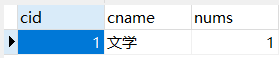 cid cname nums
1 文学 1